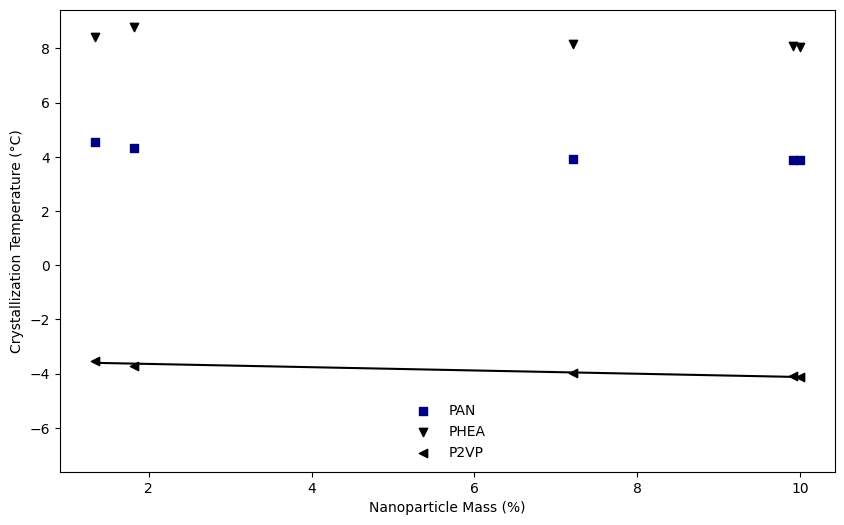 8
6
4
2
0
−2
−4
−6
Crystallization Temperature (°C)
PAN
PHEA
P2VP
2
4
6
8
10
Nanoparticle Mass (%)